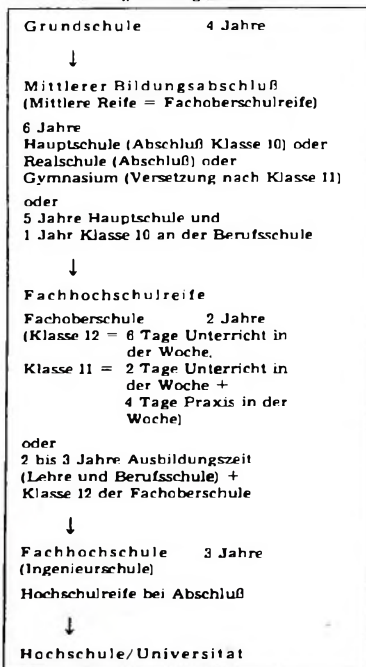 Grundschule 4 Jahre
↓
Mittlerer Bildungsabschluß
(Mittlere Reife = Fachoberschulreife)
6 Jahre
Hauptschule (Abschluß Klasse 10) oder
Realschule (Abschluß) oder
Gymnasium (Versetzung nach Klasse 11)
oder
5 Jahre Hauptschule und
1 Jahr Klasse 10 an der Berufsschule
↓
Fachhochschulreife
Fachoberschule 2 Jahre
(Klasse 12 = 6 Tage Unterricht in
der Woche.
Klasse 11 = 2 Tage Unterricht in
der Woche +
4 Tage Praxis in der
Woche)
oder
2 bis 3 Jahre Ausbildungszeit
(Lehre und Berufsschule) +
Klasse 12 der Fachoberschule
↓
Fachhochschule 3 Jahre
(Ingenieurschule)
Hochschulreife bei Abschluß
↓
Hochschule/Universitat